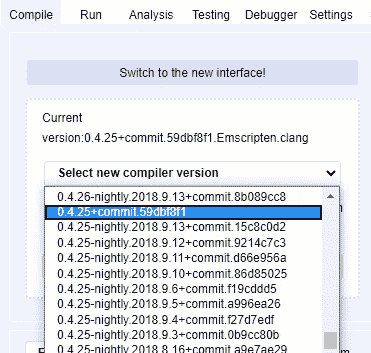 Compile Run Analysis Testing Debugger Settings
Switch to the new interface!
Current
version:0.4.25+commit.59dbf8f1.Emscripten.clang
Select new compiler version
0.4.26-nightly.2018.9.13+commit.8b089cc8
0.4.25+commit.59dbf8f1
0.4.25-nightly.2018.9.13+commit.15c8c0d2
0.4.25-nightly.2018.9.12+commit.9214c7c3
0.4.25-nightly.2018.9.11+commit.d66e956a
0.4.25-nightly.2018.9.10+commit.86d85025
0.4.25-nightly.2018.9.6+commit.f19cddd5
0.4.25-nightly.2018.9.5+commit.a996ea26
0.4.25-nightly.2018.9.4+commit.f27d7edf
0.4.25-nightly.2018.9.3+commit.0b9cc80b
0.4.25-nightly.2018.8.16+commit.a9e7ae29